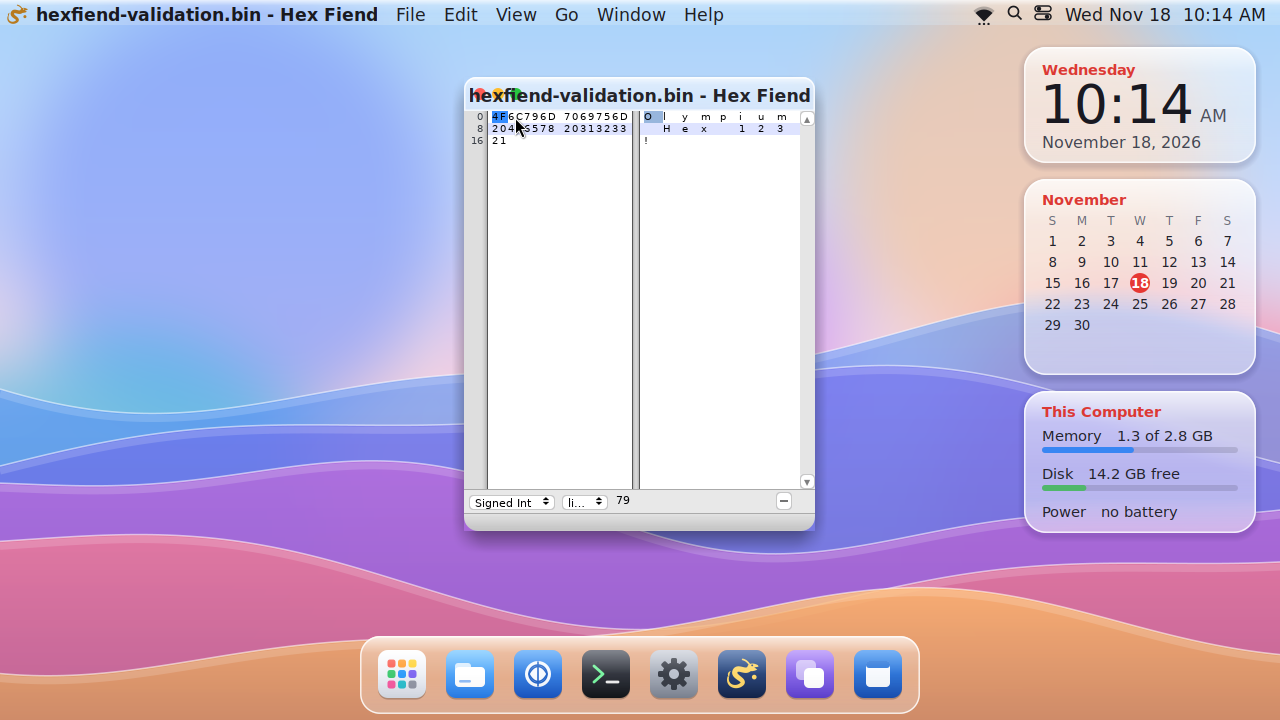 hexfiend-validation.bin - Hex Fiend File Edit View Go Window Help Wed Nov 18 10:14 AM
hexfiend-validation.bin - Hex Fiend
0 4F6C796D 7069756D O l y m p i u m
8 20313233 H e x 1 2 3
16 21 !
Signed Int li... 79
Wednesday
10:14 AM
November 18, 2026
November
S M T W T F S
1 2 3 4 5 6 7
8 9 10 11 12 13 14
15 16 17 18 19 20 21
22 23 24 25 26 27 28
29 30
This Computer
Memory 1.3 of 2.8 GB
Disk 14.2 GB free
Power no battery